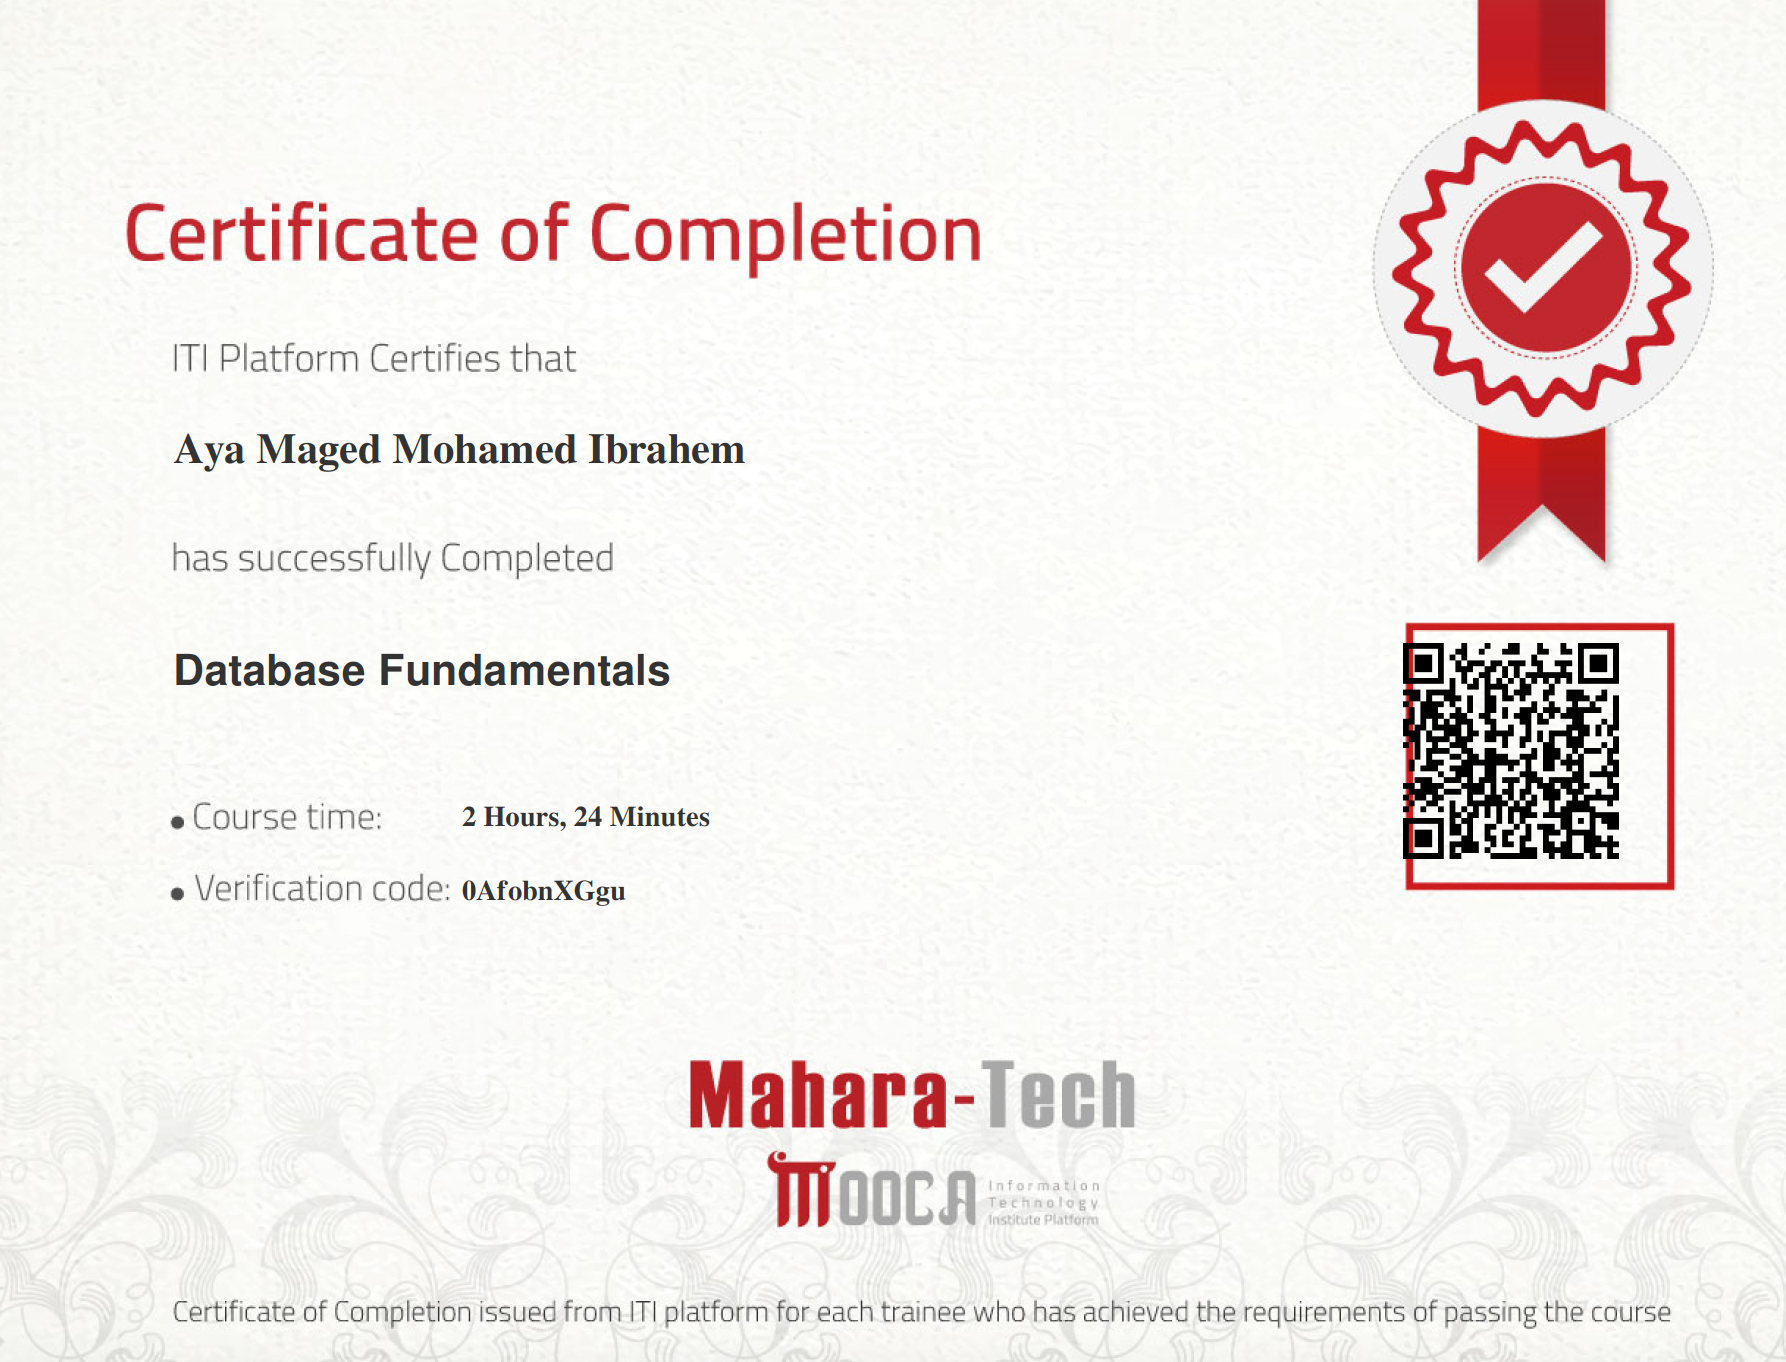 Certificate of Completion
ITI Platform Certifies that
Aya Maged Mohamed Ibrahem
has successfully Completed
Database Fundamentals
• Course time: 2 Hours, 24 Minutes
• Verification code: 0AfobnXGgu
Mahara-Tech
MOOCA
Information
Technology
Institute Platform
Certificate of Completion issued from ITI platform for each trainee who has achieved the requirements of passing the course